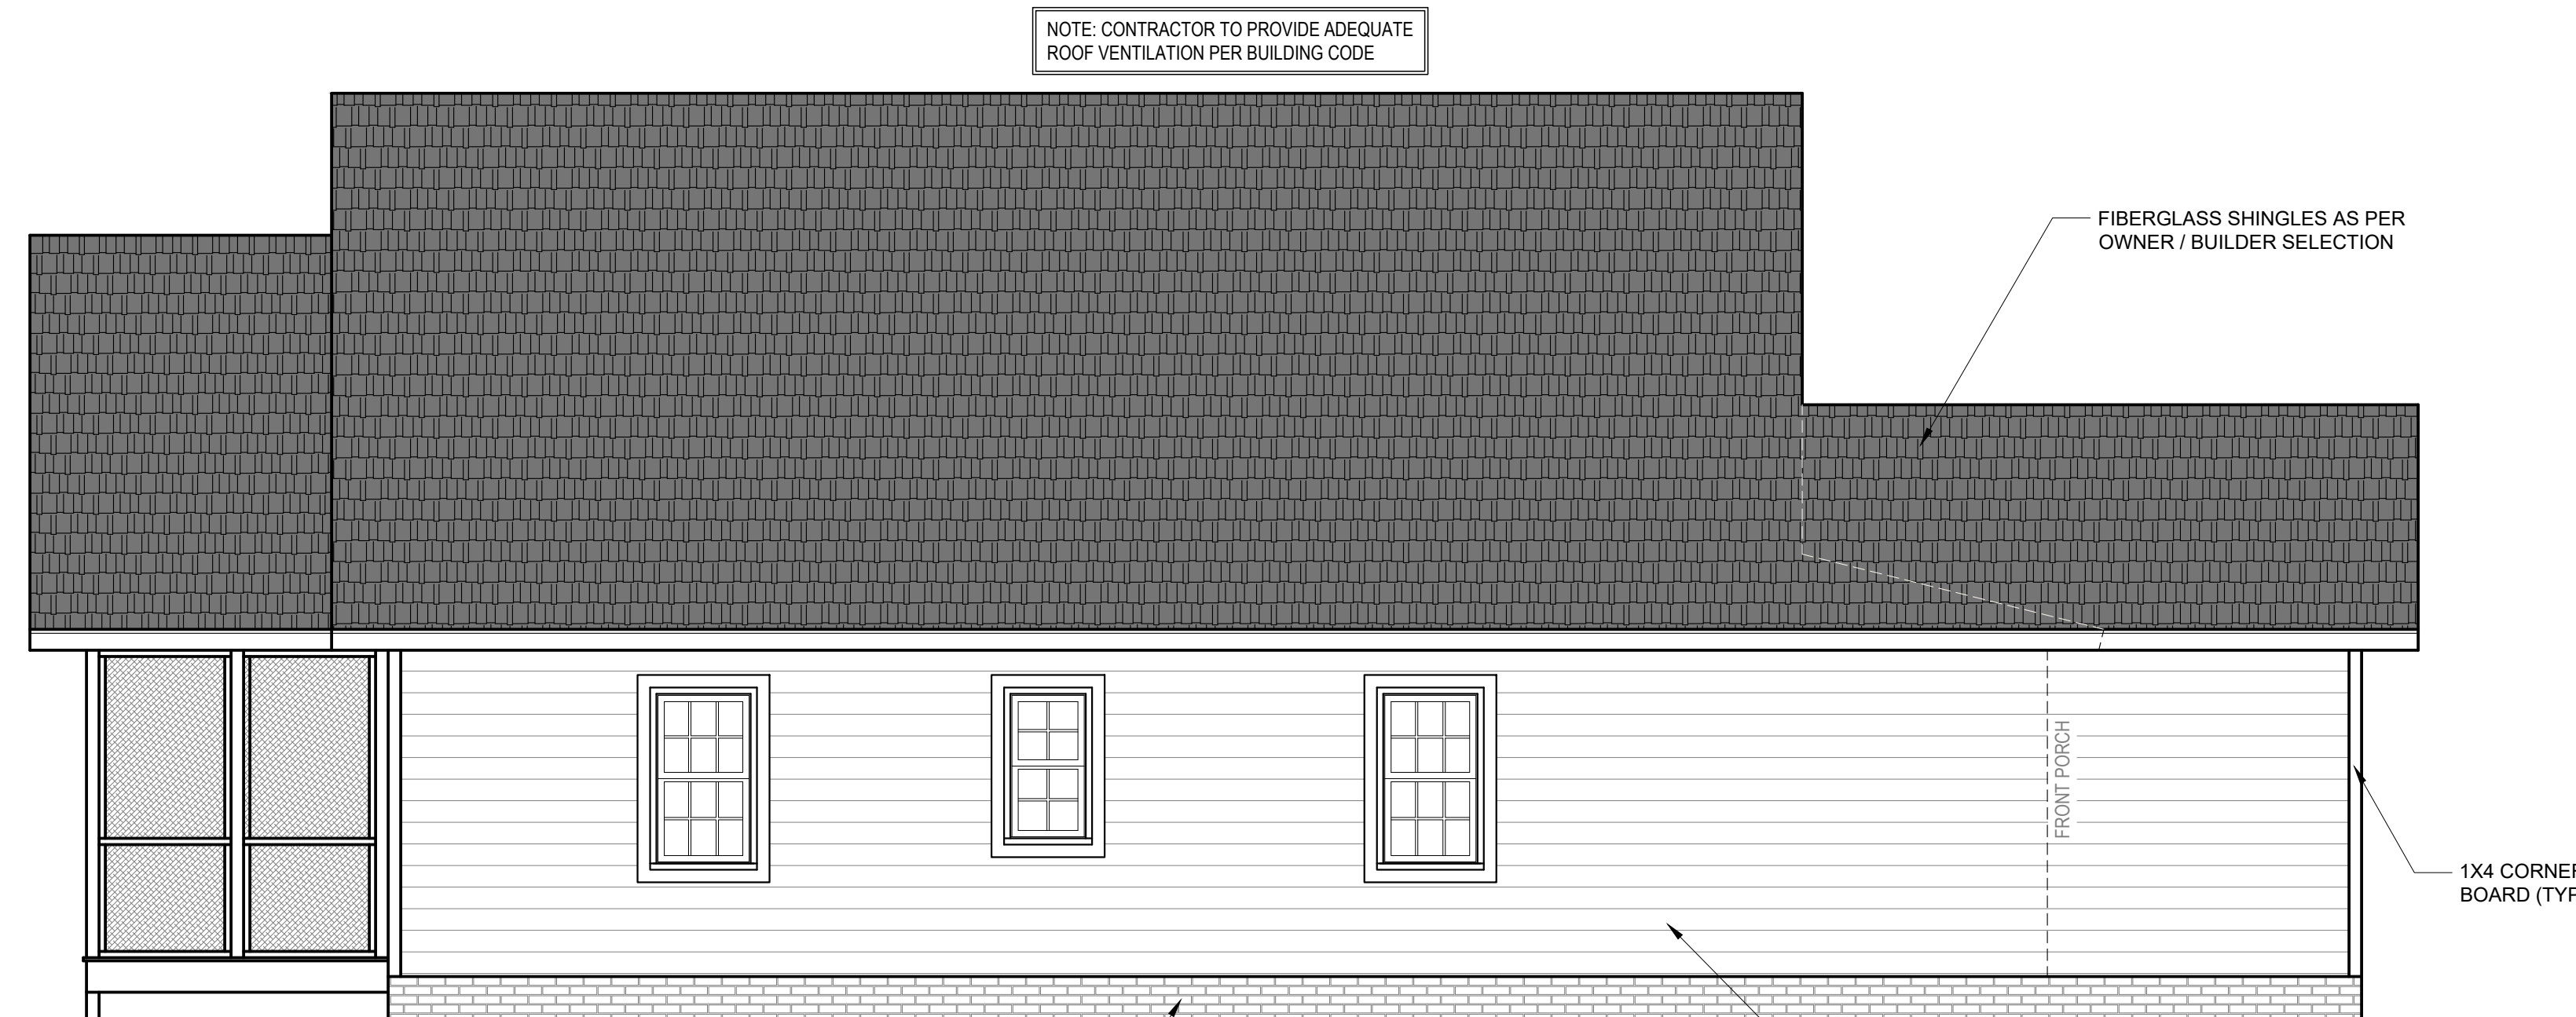 NOTE: CONTRACTOR TO PROVIDE ADEQUATE
ROOF VENTILATION PER BUILDING CODE
FIBERGLASS SHINGLES AS PER
OWNER / BUILDER SELECTION
FRONT PORCH
1X4 CORNER
BOARD (TYP